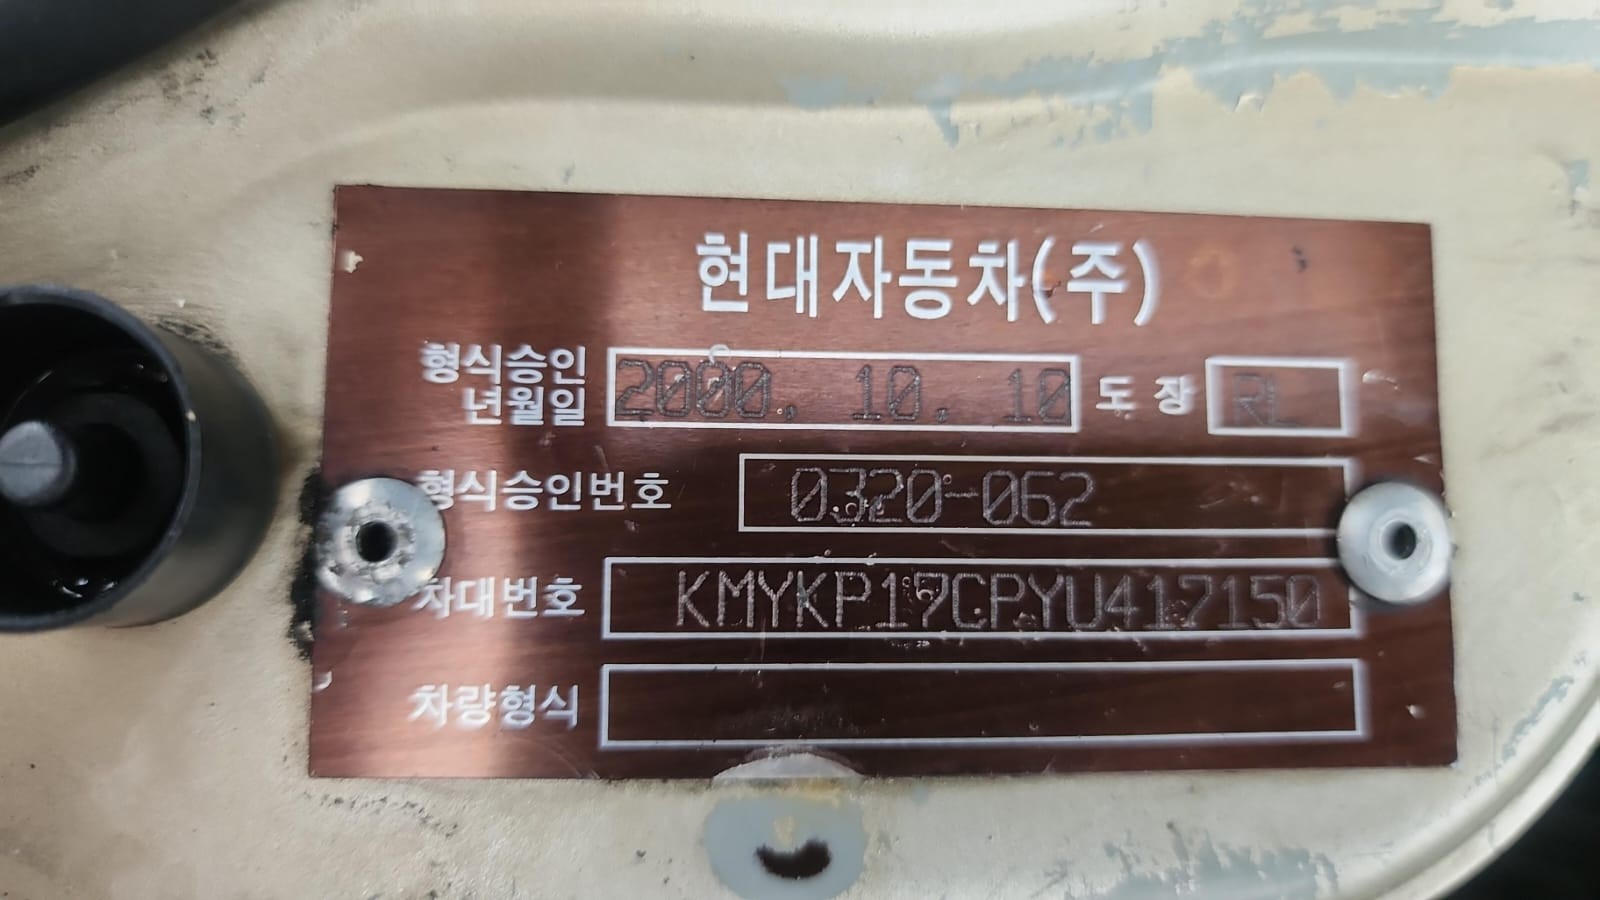 현대자동차(주)
형식승인
년월일 2000. 10. 10 도장 RL
형식승인번호 0320-062
차대번호 KMYKP17CPYU417150
차량형식